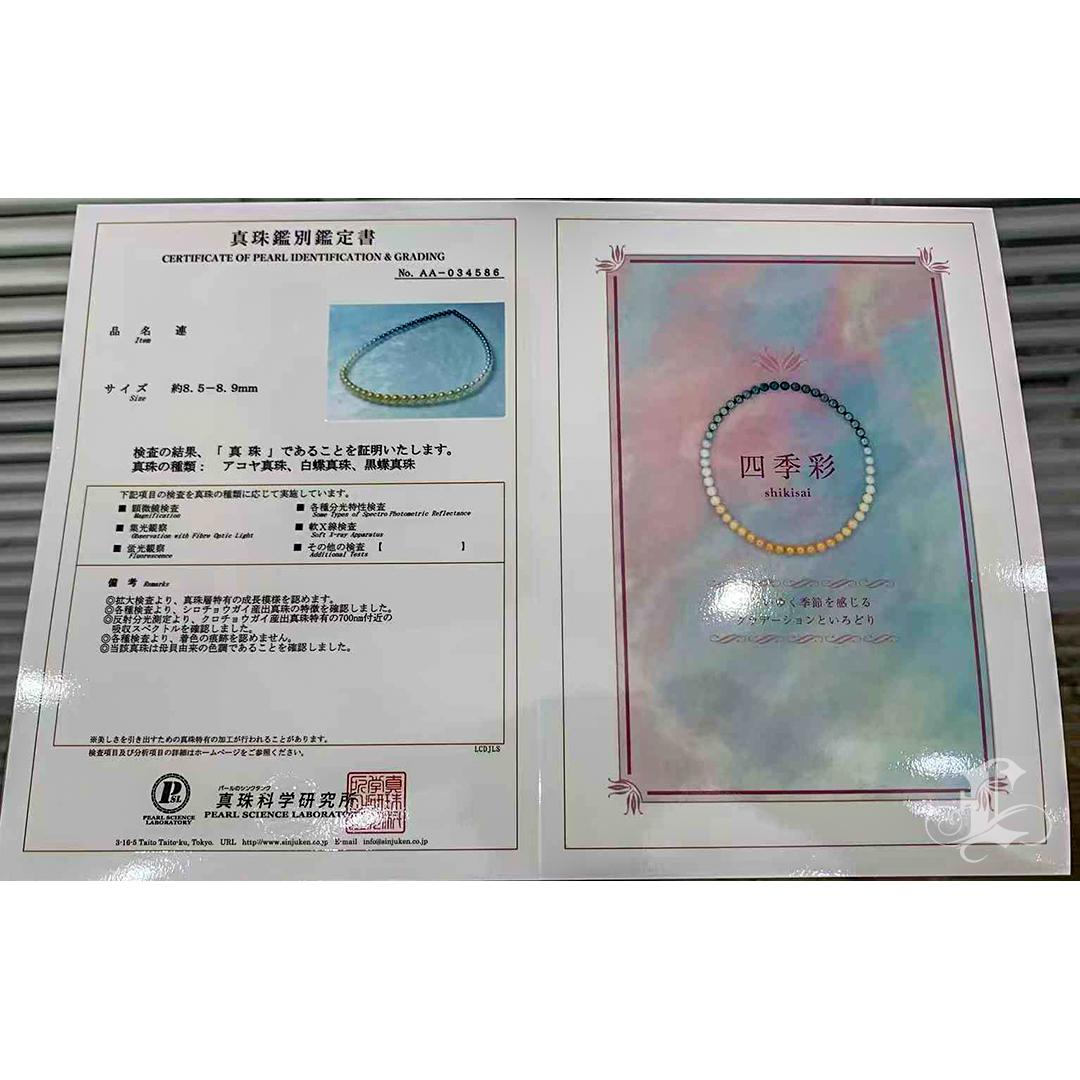 真珠鑑別鑑定書
CERTIFICATE OF PEARL IDENTIFICATION & GRADING
No. AA-034586
品 名 連
Item
サイズ 約8.5-8.9mm
Size
検査の結果、「 真 珠 」であることを証明いたします。
真珠の種類： アコヤ真珠、白蝶真珠、黒蝶真珠
下記項目の検査を真珠の種類に応じて実施しています。
■ 顕微鏡検査 ■ 各種分光特性検査
Magnification Some Types of Spectro Photometric Reflectance
■ 集光観察 ■ 軟X線検査
Observation with Fibre Optic Light Soft X-ray Apparatus
■ 蛍光観察 ■ その他の検査 【 】
Fluorescence Additional Tests
備 考 Remarks
◎拡大検査より、真珠層特有の成長模様を認めます。
◎各種検査より、シロチョウガイ産出真珠の特徴を確認しました。
◎反射分光測定より、クロチョウガイ産出真珠特有の700nm付近の
吸収スペクトルを確認しました。
◎各種検査より、着色の痕跡を認めません。
◎当該真珠は母貝由来の色調であることを確認しました。
※美しさを引き出すための真珠特有の加工が行われることがあります。
検査項目及び分析項目の詳細はホームページをご参照ください。
LCDJLS
PSL
PEARL SCIENCE
LABORATORY
パールのシンクタンク
真珠科学研究所
PEARL SCIENCE LABORATORY
3-16-5 Taito Taito-ku, Tokyo. URL http://www.sinjuken.co.jp E-mail info@sinjuken.co.jp
四季彩
shikisai
ゆく季節を感じる
グラデーションといろどり